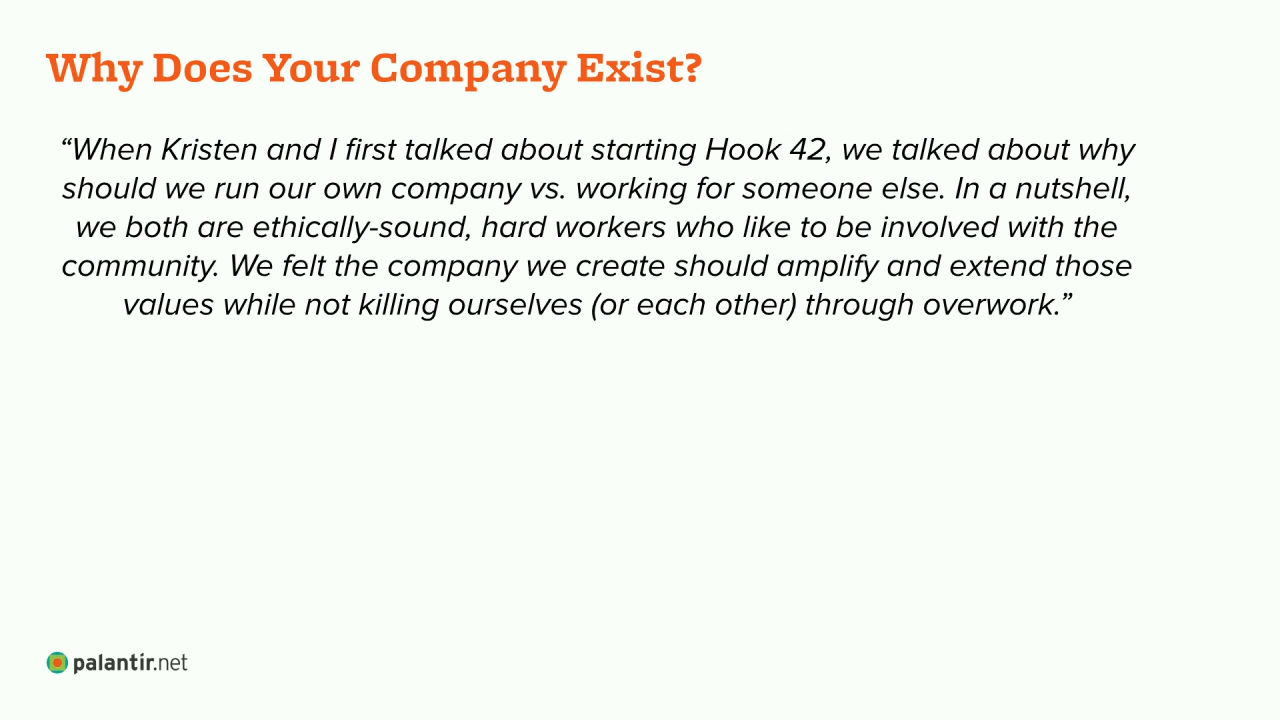 Why Does Your Company Exist?
“When Kristen and I first talked about starting Hook 42, we talked about why
should we run our own company vs. working for someone else. In a nutshell,
we both are ethically-sound, hard workers who like to be involved with the
community. We felt the company we create should amplify and extend those
values while not killing ourselves (or each other) through overwork.”
palantir.net